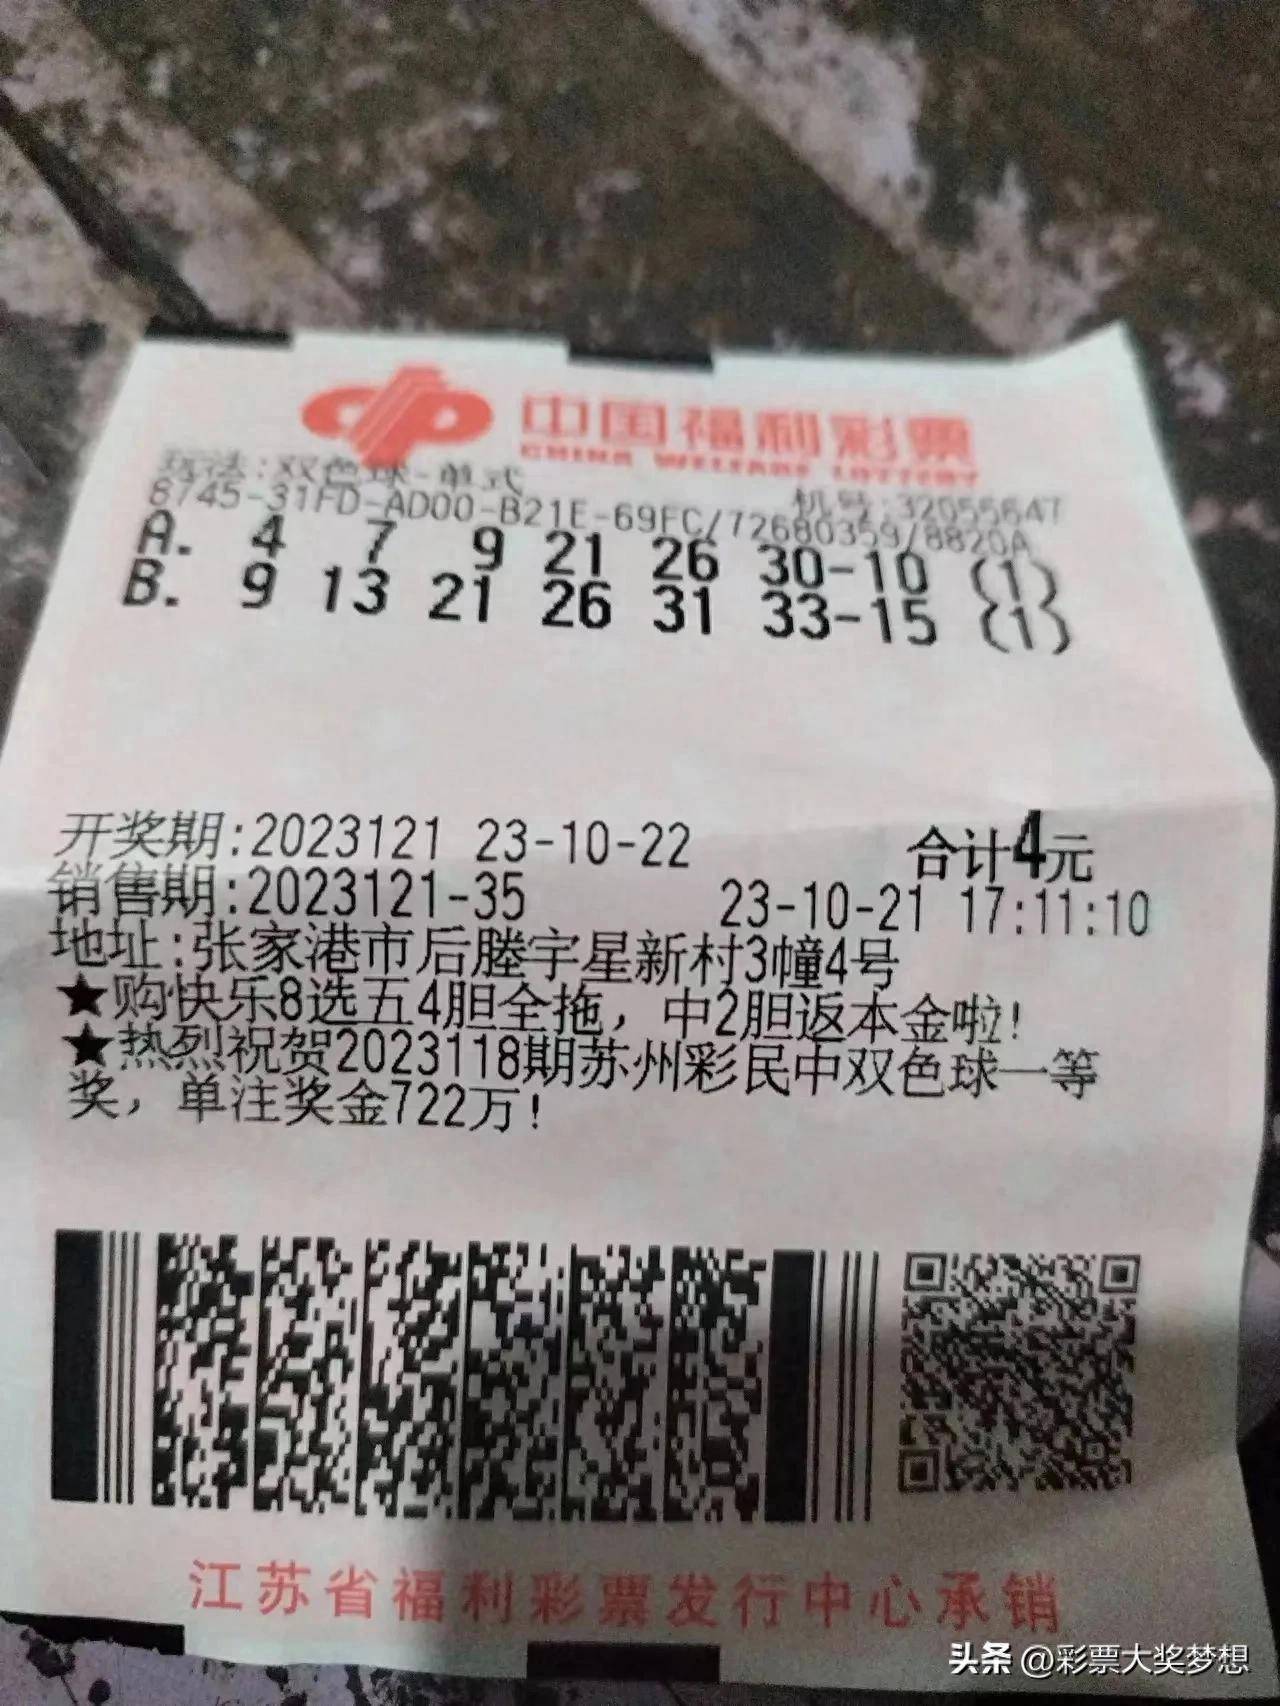 中国福利彩票
CHINA WELFARE LOTTERY
玩法:双色球-单式
机号:32055647
8745-31FD-AD00-B21E-69FC/72680359/8820A
A. 4 7 9 21 26 30-10 (1)
B. 9 13 21 26 31 33-15 (1)
开奖期:2023121 23-10-22 合计4元
销售期:2023121-35 23-10-21 17:11:10
地址:张家港市后塍宇星新村3幢4号
★购快乐8选五4胆全拖，中2胆返本金啦!
★热烈祝贺2023118期苏州彩民中双色球一等
奖，单注奖金722万!
江苏省福利彩票发行中心承销
头条 @彩票大奖梦想